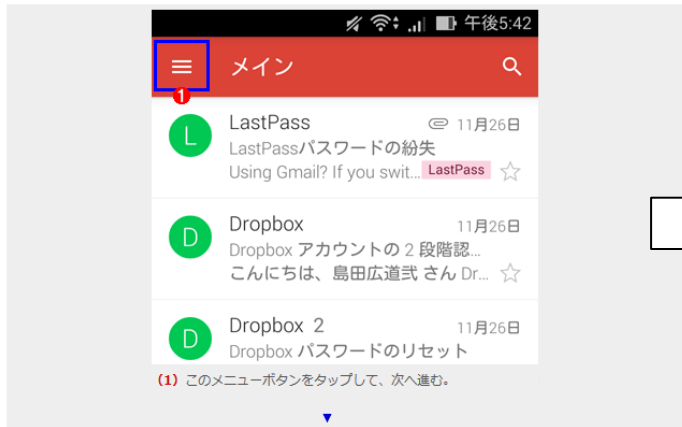 午後5:42
メイン
1
L
LastPass 11月26日
LastPassパスワードの紛失
Using Gmail? If you swit... LastPass
D
Dropbox 11月26日
Dropbox アカウントの 2 段階認...
こんにちは、島田広道弐 さん Dr...
D
Dropbox 2 11月26日
Dropbox パスワードのリセット
(1) このメニューボタンをタップして、次へ進む。